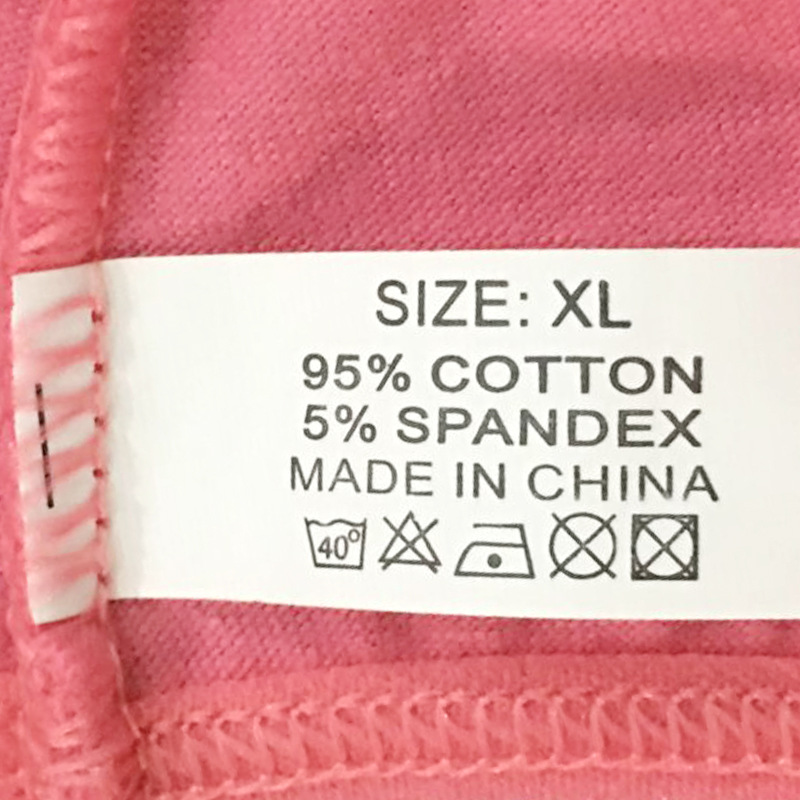 SIZE: XL
95% COTTON
5% SPANDEX
MADE IN CHINA
40°